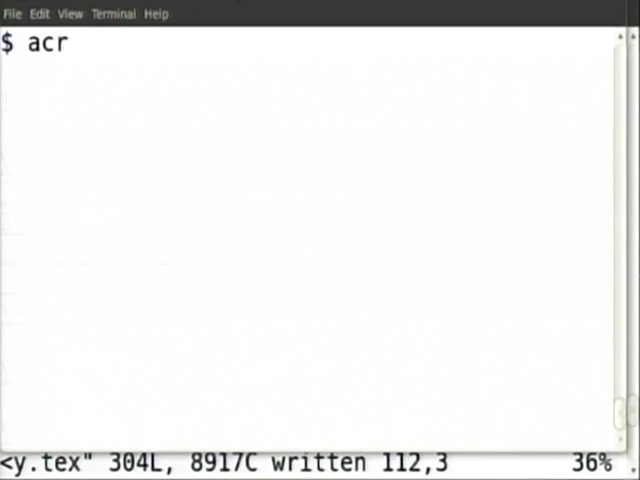 File Edit View Terminal Help
$ acr
<y.tex" 304L, 8917C written 112,3 36%